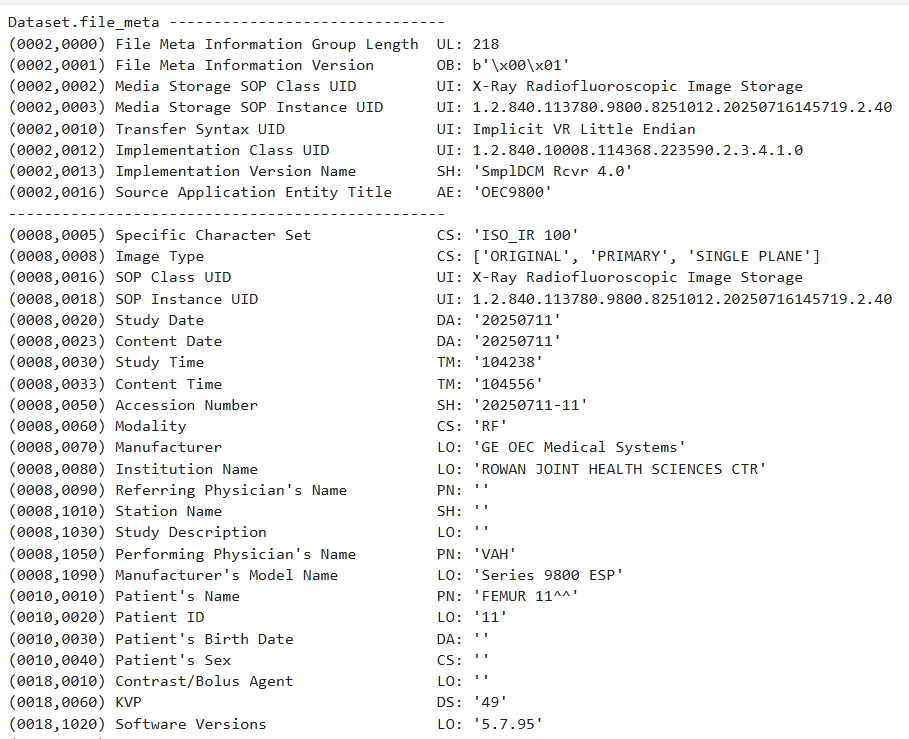 Dataset.file_meta -------------------------------
(0002,0000) File Meta Information Group Length  UL: 218
(0002,0001) File Meta Information Version       OB: b'\x00\x01'
(0002,0002) Media Storage SOP Class UID         UI: X-Ray Radiofluoroscopic Image Storage
(0002,0003) Media Storage SOP Instance UID      UI: 1.2.840.113780.9800.8251012.20250716145719.2.40
(0002,0010) Transfer Syntax UID                 UI: Implicit VR Little Endian
(0002,0012) Implementation Class UID            UI: 1.2.840.10008.114368.223590.2.3.4.1.0
(0002,0013) Implementation Version Name         SH: 'SmplDCM Rcvr 4.0'
(0002,0016) Source Application Entity Title     AE: 'OEC9800'
-------------------------------------------------
(0008,0005) Specific Character Set              CS: 'ISO_IR 100'
(0008,0008) Image Type                          CS: ['ORIGINAL', 'PRIMARY', 'SINGLE PLANE']
(0008,0016) SOP Class UID                       UI: X-Ray Radiofluoroscopic Image Storage
(0008,0018) SOP Instance UID                    UI: 1.2.840.113780.9800.8251012.20250716145719.2.40
(0008,0020) Study Date                          DA: '20250711'
(0008,0023) Content Date                        DA: '20250711'
(0008,0030) Study Time                          TM: '104238'
(0008,0033) Content Time                        TM: '104556'
(0008,0050) Accession Number                    SH: '20250711-11'
(0008,0060) Modality                            CS: 'RF'
(0008,0070) Manufacturer                        LO: 'GE OEC Medical Systems'
(0008,0080) Institution Name                    LO: 'ROWAN JOINT HEALTH SCIENCES CTR'
(0008,0090) Referring Physician's Name          PN: ''
(0008,1010) Station Name                        SH: ''
(0008,1030) Study Description                   LO: ''
(0008,1050) Performing Physician's Name         PN: 'VAH'
(0008,1090) Manufacturer's Model Name           LO: 'Series 9800 ESP'
(0010,0010) Patient's Name                      PN: 'FEMUR 11^^'
(0010,0020) Patient ID                          LO: '11'
(0010,0030) Patient's Birth Date                DA: ''
(0010,0040) Patient's Sex                       CS: ''
(0018,0010) Contrast/Bolus Agent                LO: ''
(0018,0060) KVP                                 DS: '49'
(0018,1020) Software Versions                   LO: '5.7.95'